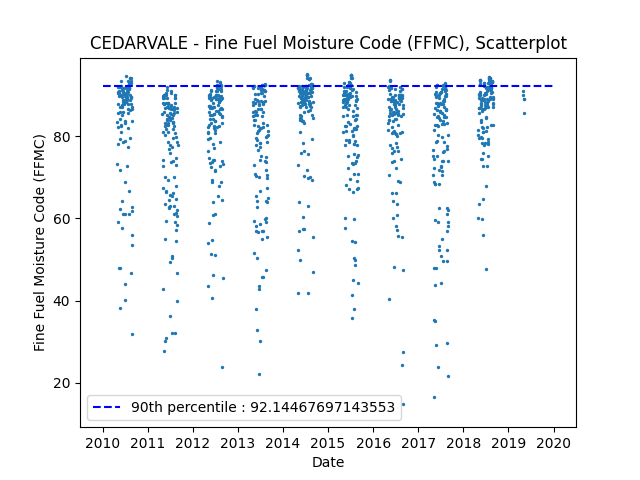 CEDARVALE - Fine Fuel Moisture Code (FFMC), Scatterplot
Fine Fuel Moisture Code (FFMC)
80
60
40
20
90th percentile : 92.14467697143553
2010 2011 2012 2013 2014 2015 2016 2017 2018 2019 2020
Date